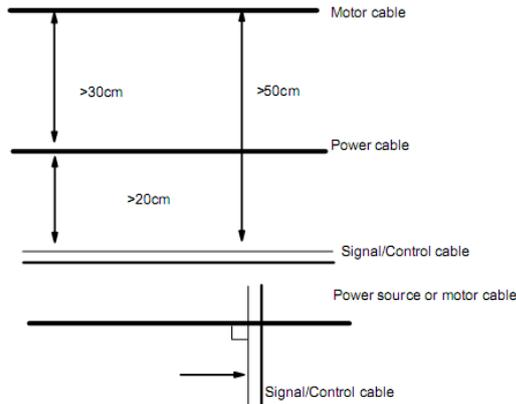 Motor cable
>30cm
>50cm
Power cable
>20cm
Signal/Control cable
Power source or motor cable
Signal/Control cable